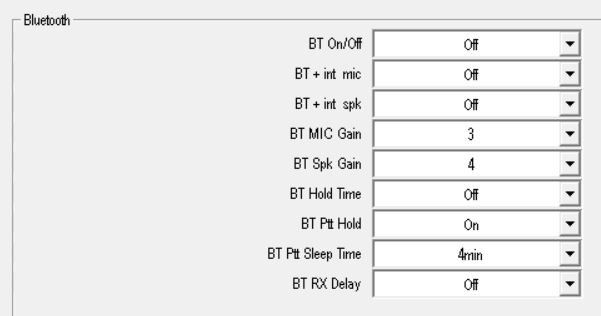 Bluetooth
BT On/Off Off
BT + int mic Off
BT + int spk Off
BT MIC Gain 3
BT Spk Gain 4
BT Hold Time Off
BT Ptt Hold On
BT Ptt Sleep Time 4min
BT RX Delay Off